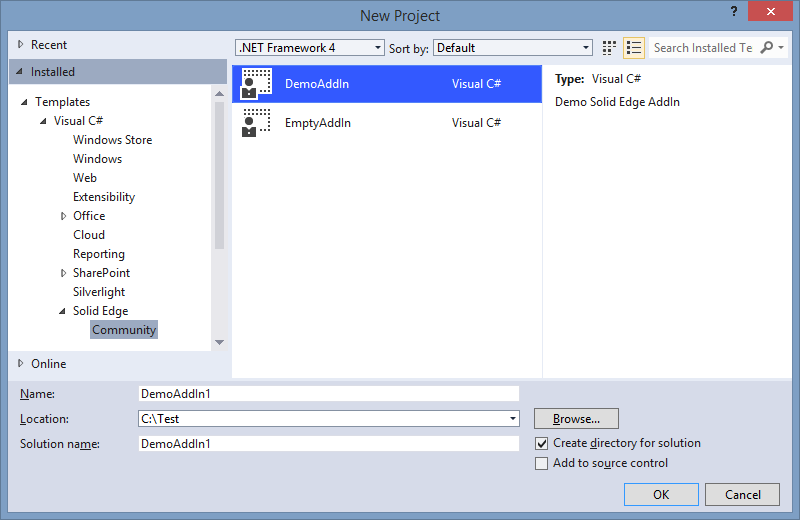 New Project
?
Recent
.NET Framework 4
Sort by:
Default
Search Installed Te
Installed
Templates
Visual C#
Windows Store
Windows
Web
Extensibility
Office
Cloud
Reporting
SharePoint
Silverlight
Solid Edge
Community
Online
DemoAddIn Visual C#
EmptyAddIn Visual C#
Type: Visual C#
Demo Solid Edge AddIn
Name: DemoAddIn1
Location: C:\Test
Browse...
Solution name: DemoAddIn1
Create directory for solution
Add to source control
OK
Cancel